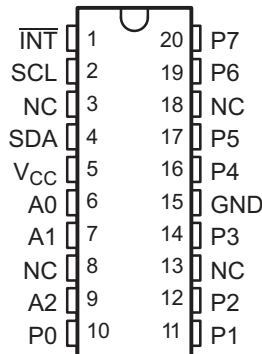 INT 1 20 P7
SCL 2 19 P6
NC 3 18 NC
SDA 4 17 P5
VCC 5 16 P4
A0 6 15 GND
A1 7 14 P3
NC 8 13 NC
A2 9 12 P2
P0 10 11 P1